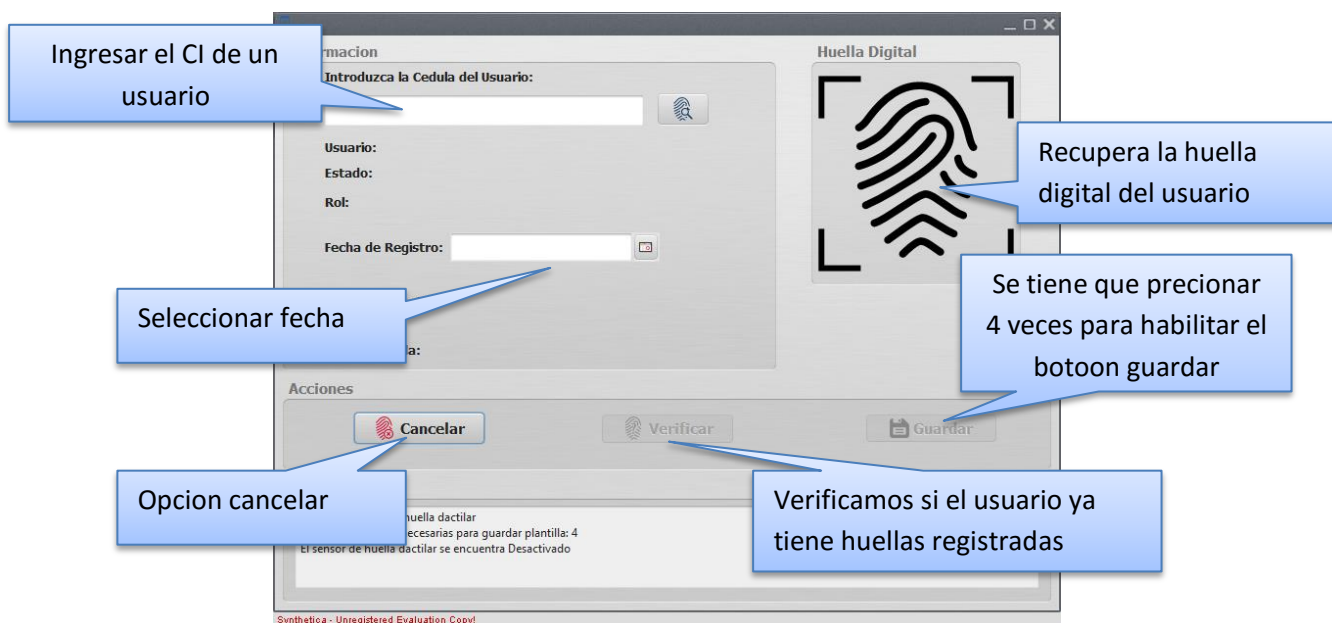 Ingresar el CI de un
usuario
rmacion
Huella Digital
Introduzca la Cedula del Usuario:
Usuario:
Estado:
Rol:
Recupera la huella
digital del usuario
Fecha de Registro:
Seleccionar fecha
Se tiene que precionar
4 veces para habilitar el
botoon guardar
la:
Acciones
Cancelar
Verificar
Guardar
Opcion cancelar
Verificamos si el usuario ya
tiene huellas registradas
huella dactilar
ecesarias para guardar plantilla: 4
El sensor de huella dactilar se encuentra Desactivado
Synthetica - Unregistered Evaluation Copy!